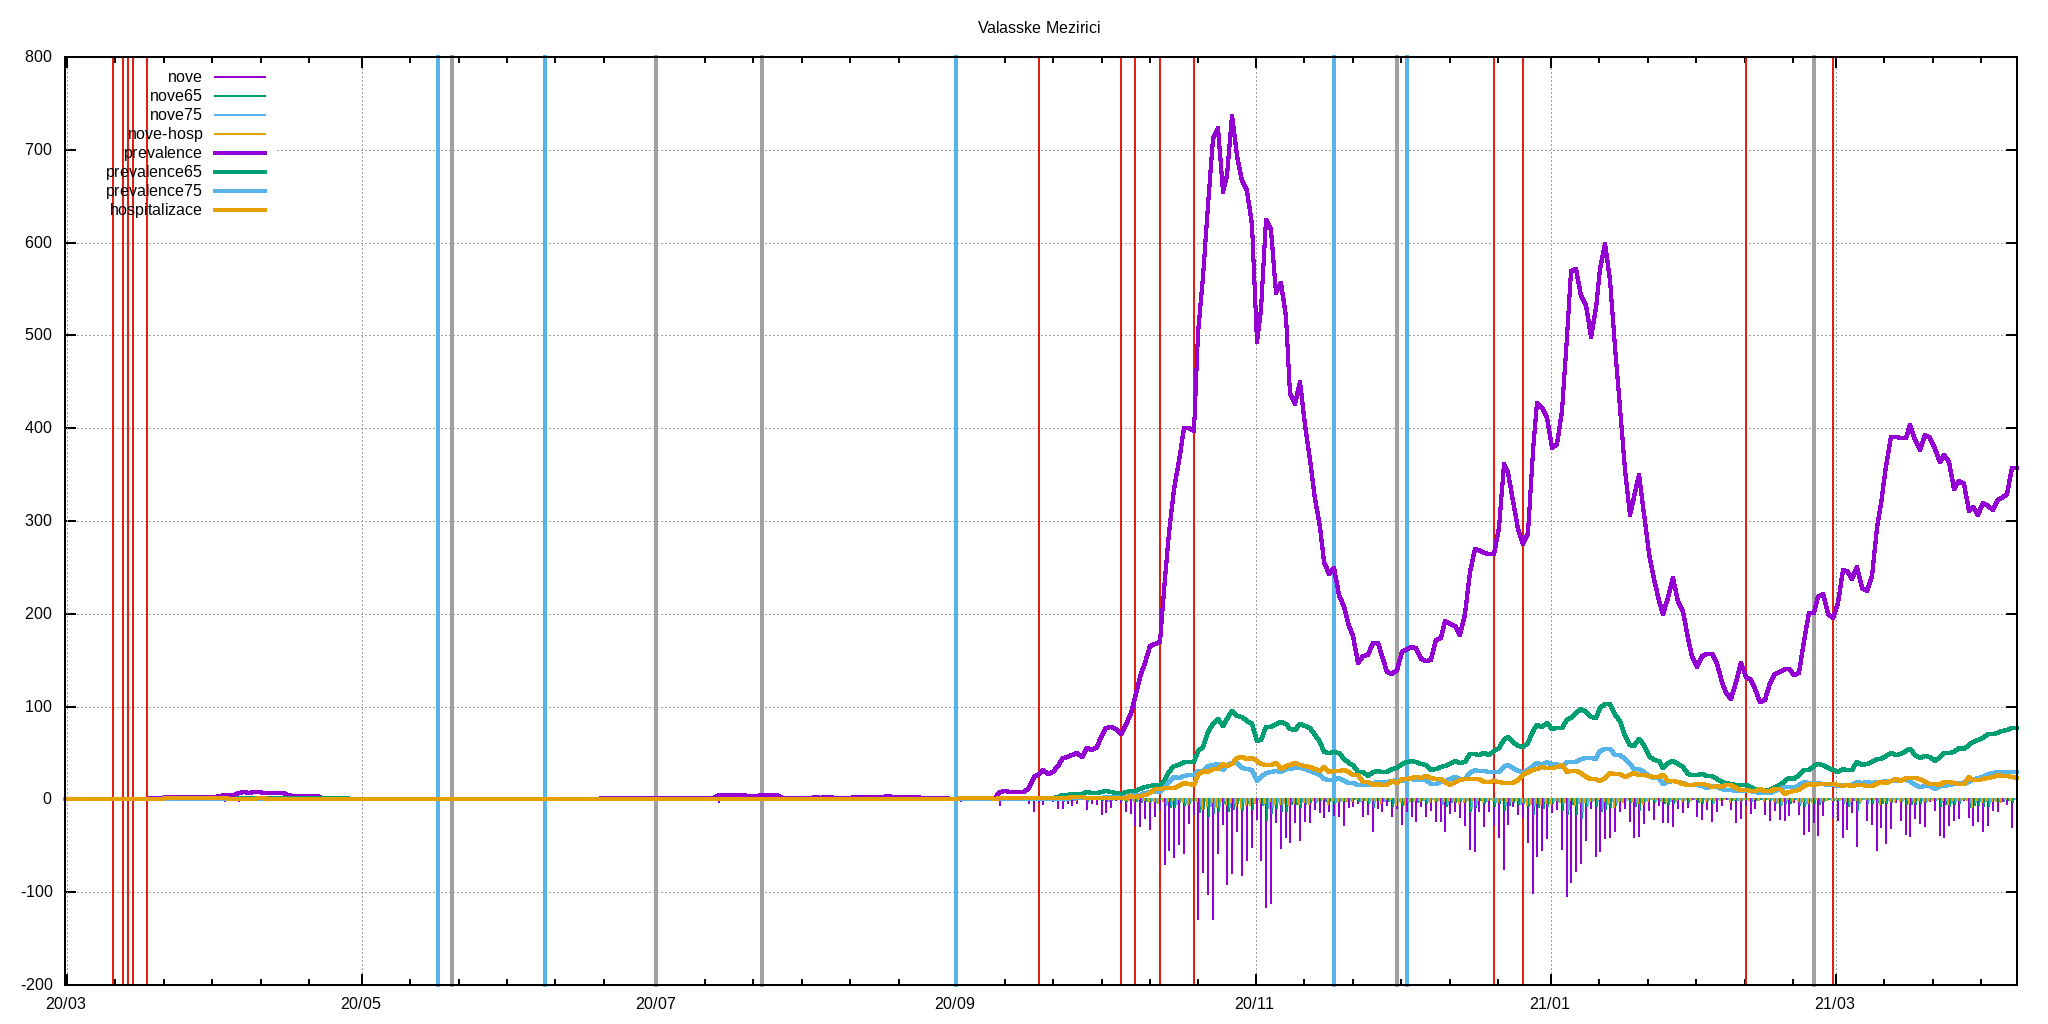 Valasske Mezirici
800
700
600
500
400
300
200
100
0
-100
-200
nove
nove65
nove75
nove-hosp
prevalence
prevalence65
prevalence75
hospitalizace
20/03 20/05 20/07 20/09 20/11 21/01 21/03